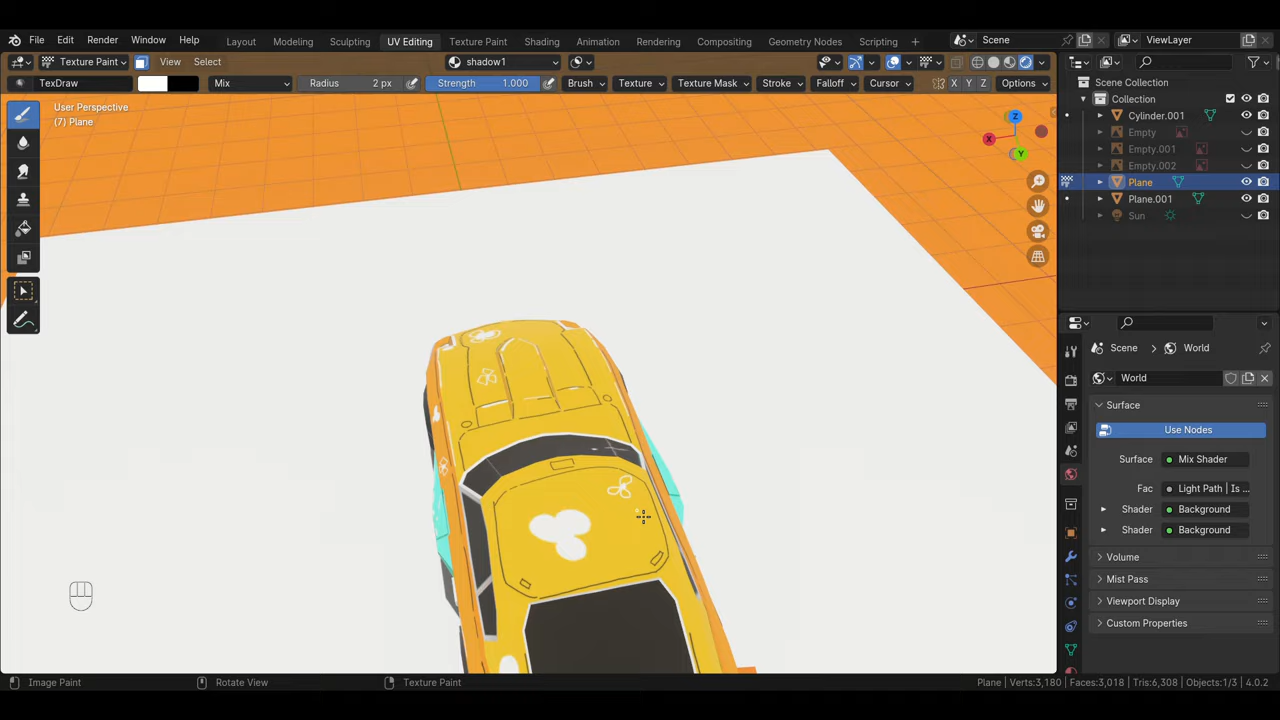 File Edit Render Window Help Layout Modeling Sculpting UV Editing Texture Paint Shading Animation Rendering Compositing Geometry Nodes Scripting + Scene ViewLayer
Texture Paint View Select shadow1
TexDraw Mix Radius 2 px Strength 1.000 Brush Texture Texture Mask Stroke Falloff Cursor X Y Z Options
User Perspective
(7) Plane
Z
X
Y
Scene Collection
Collection
Cylinder.001
Empty
Empty.001
Empty.002
Plane
Plane.001
Sun
Scene > World
World
Surface
Use Nodes
Surface Mix Shader
Fac Light Path | Is ...
Shader Background
Shader Background
Volume
Mist Pass
Viewport Display
Custom Properties
Image Paint Rotate View Texture Paint Plane | Verts:3,180 | Faces:3,018 | Tris:6,308 | Objects:1/3 | 4.0.2